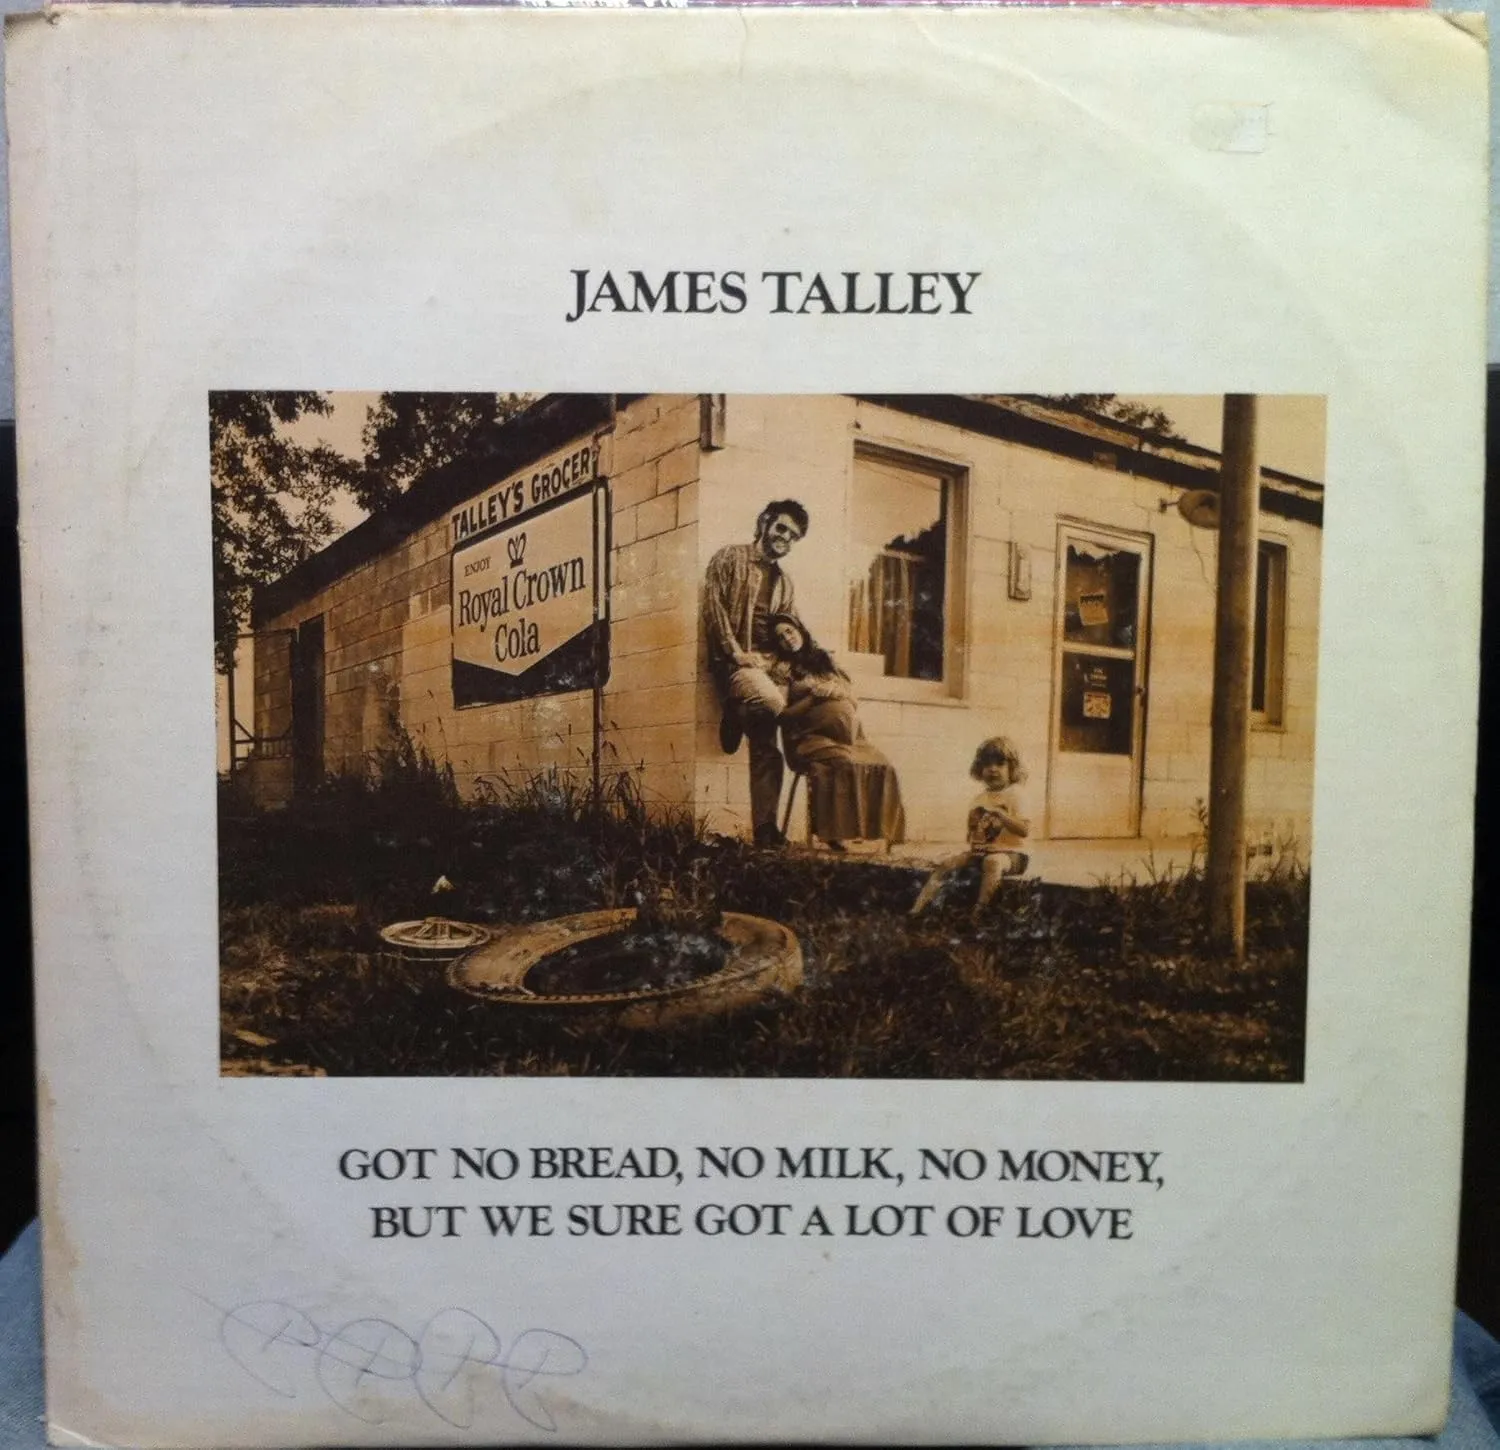 JAMES TALLEY
TALLEY'S GROCERY
ENJOY
Royal Crown
Cola
GOT NO BREAD, NO MILK, NO MONEY,
BUT WE SURE GOT A LOT OF LOVE